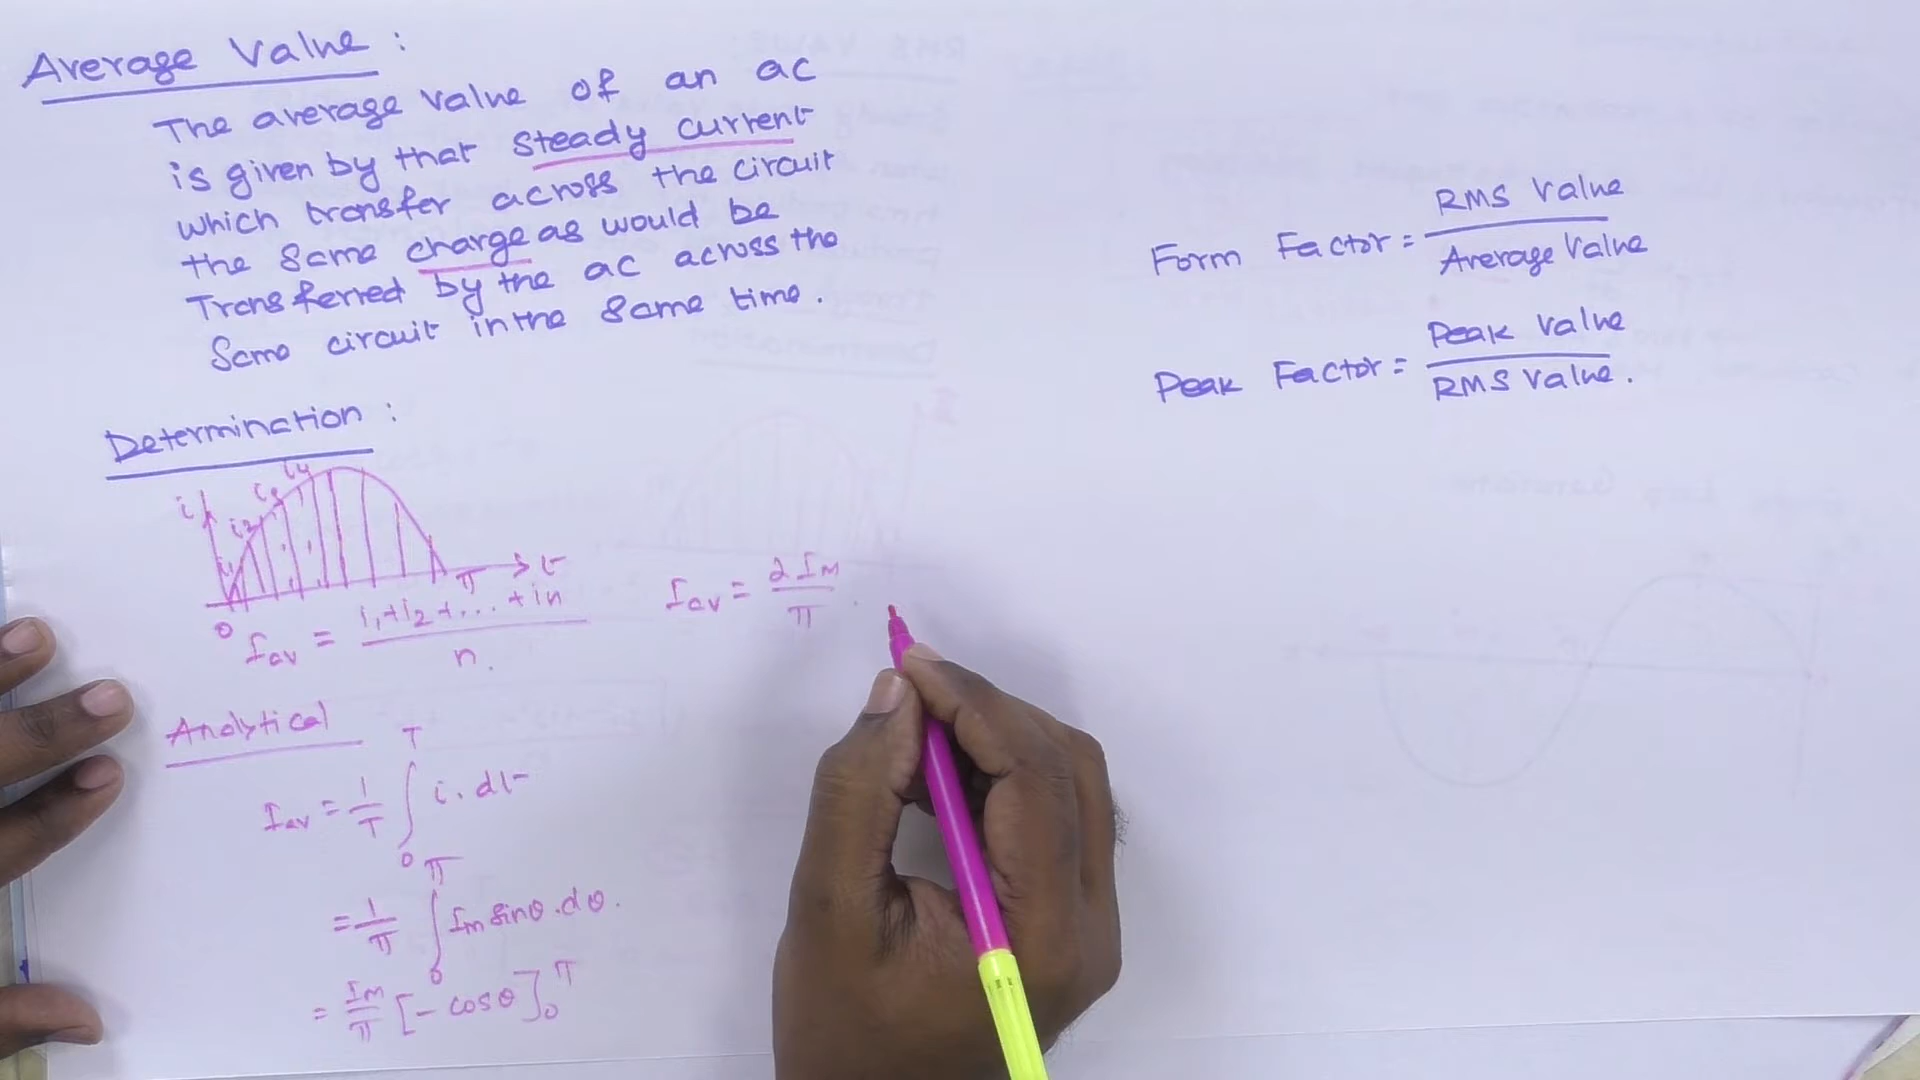 Average Value :
The average value of an ac
is given by that steady current
which transfer across the circuit
the same charge as would be
Transferred by the ac across the
Same circuit in the same time.
Determination :
i4
i3
i
i2
i1
t
π
0
Iav = i1+i2+...+in / n.
Analytical
Iav = 1/T ∫0^T i.dt
= 1/π ∫0^π Im sinθ.dθ.
= Im/π [- cosθ]0^π
Iav = 2Im/π.
Form Factor = RMS Value / Average Value
Peak Factor = Peak Value / RMS Value.